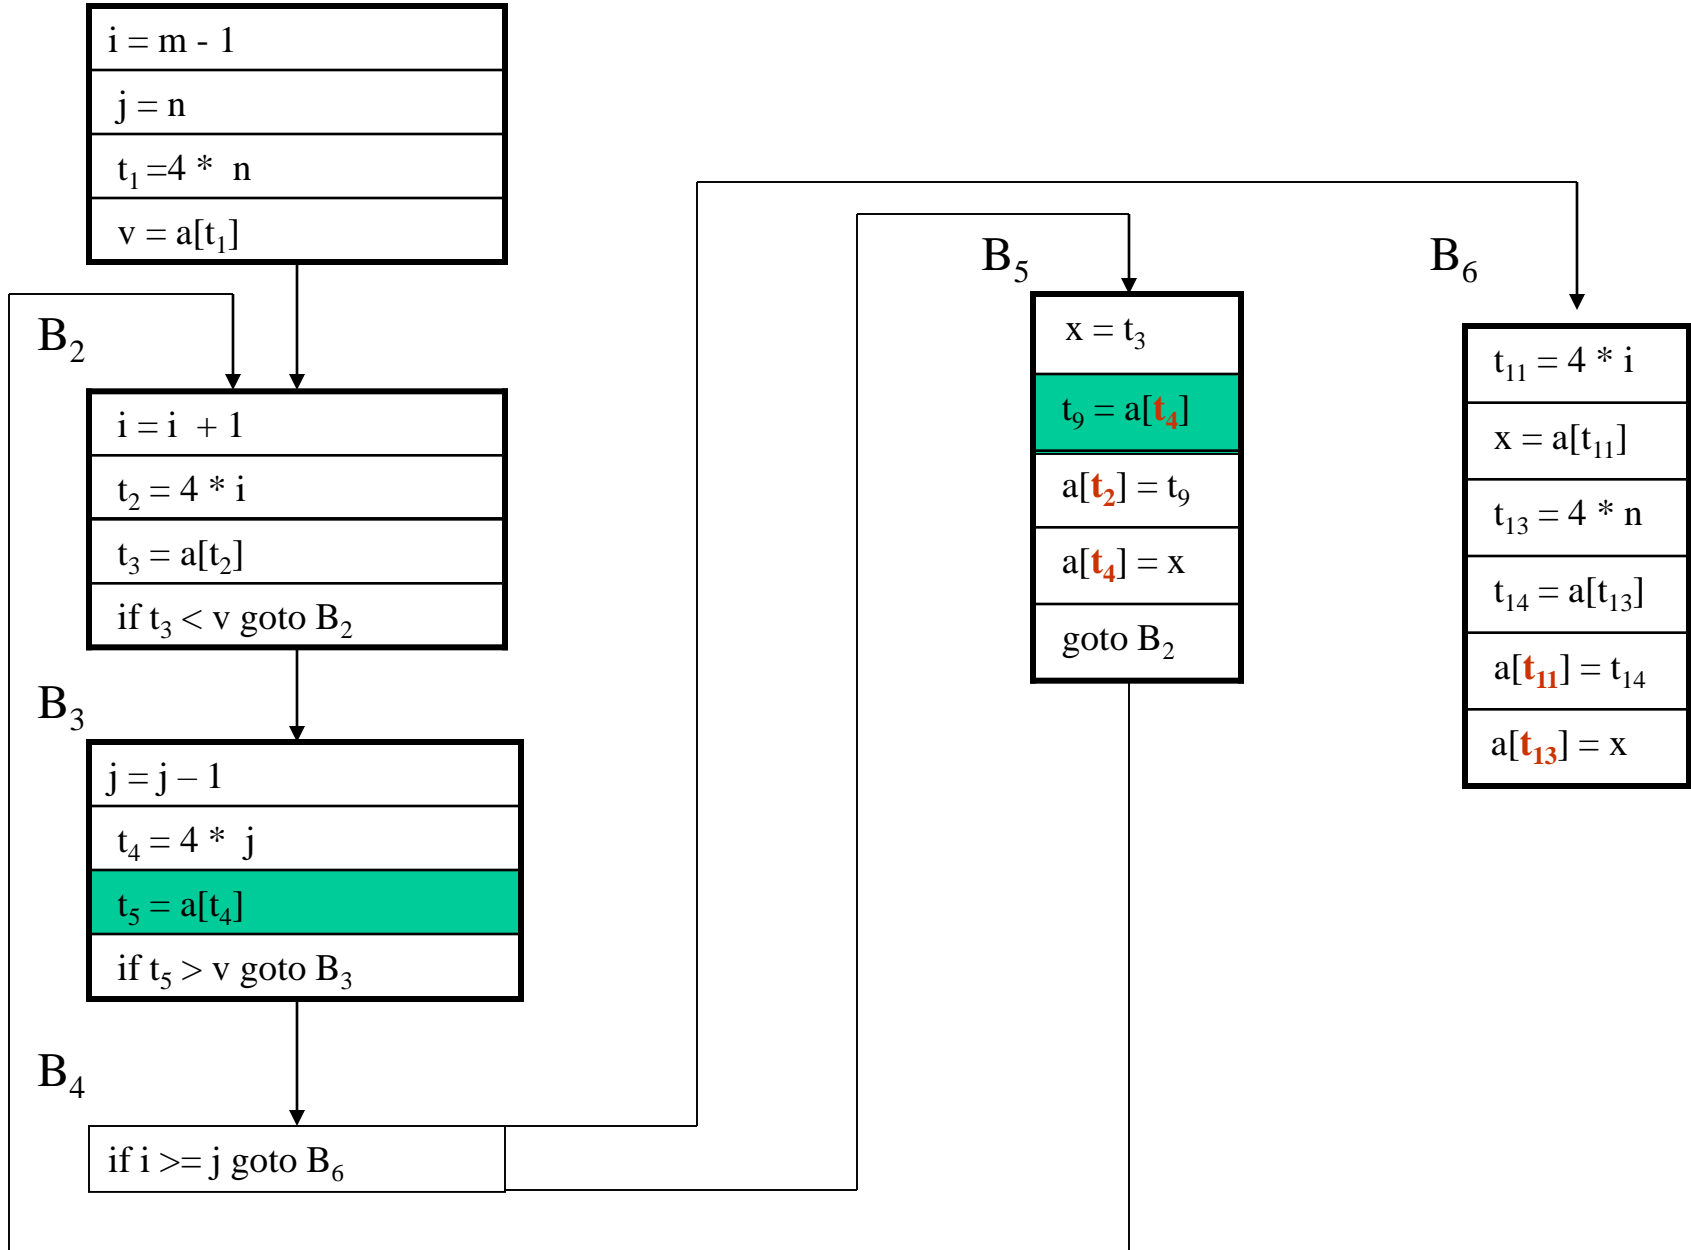 i = m - 1
j = n
t₁ =4 * n
v = a[t₁]
B₂
i = i + 1
t₂ = 4 * i
t₃ = a[t₂]
if t₃ < v goto B₂
B₃
j = j – 1
t₄ = 4 * j
t₅ = a[t₄]
if t₅ > v goto B₃
B₄
if i >= j goto B₆
B₅
x = t₃
t₉ = a[t₄]
a[t₂] = t₉
a[t₄] = x
goto B₂
B₆
t₁₁ = 4 * i
x = a[t₁₁]
t₁₃ = 4 * n
t₁₄ = a[t₁₃]
a[t₁₁] = t₁₄
a[t₁₃] = x